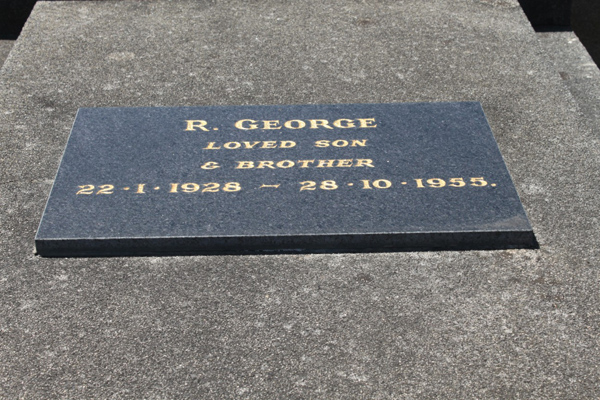 R. GEORGE
LOVED SON
& BROTHER
22·1·1928 – 28·10·1955.